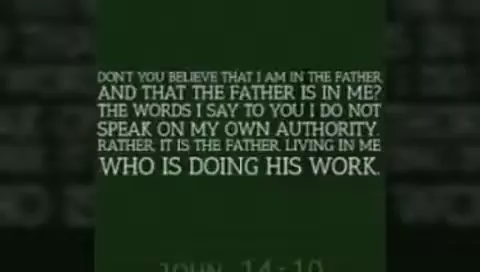 DON'T YOU BELIEVE THAT I AM IN THE FATHER,
AND THAT THE FATHER IS IN ME?
THE WORDS I SAY TO YOU I DO NOT
SPEAK ON MY OWN AUTHORITY.
RATHER, IT IS THE FATHER, LIVING IN ME
WHO IS DOING HIS WORK.
JOHN 14:10